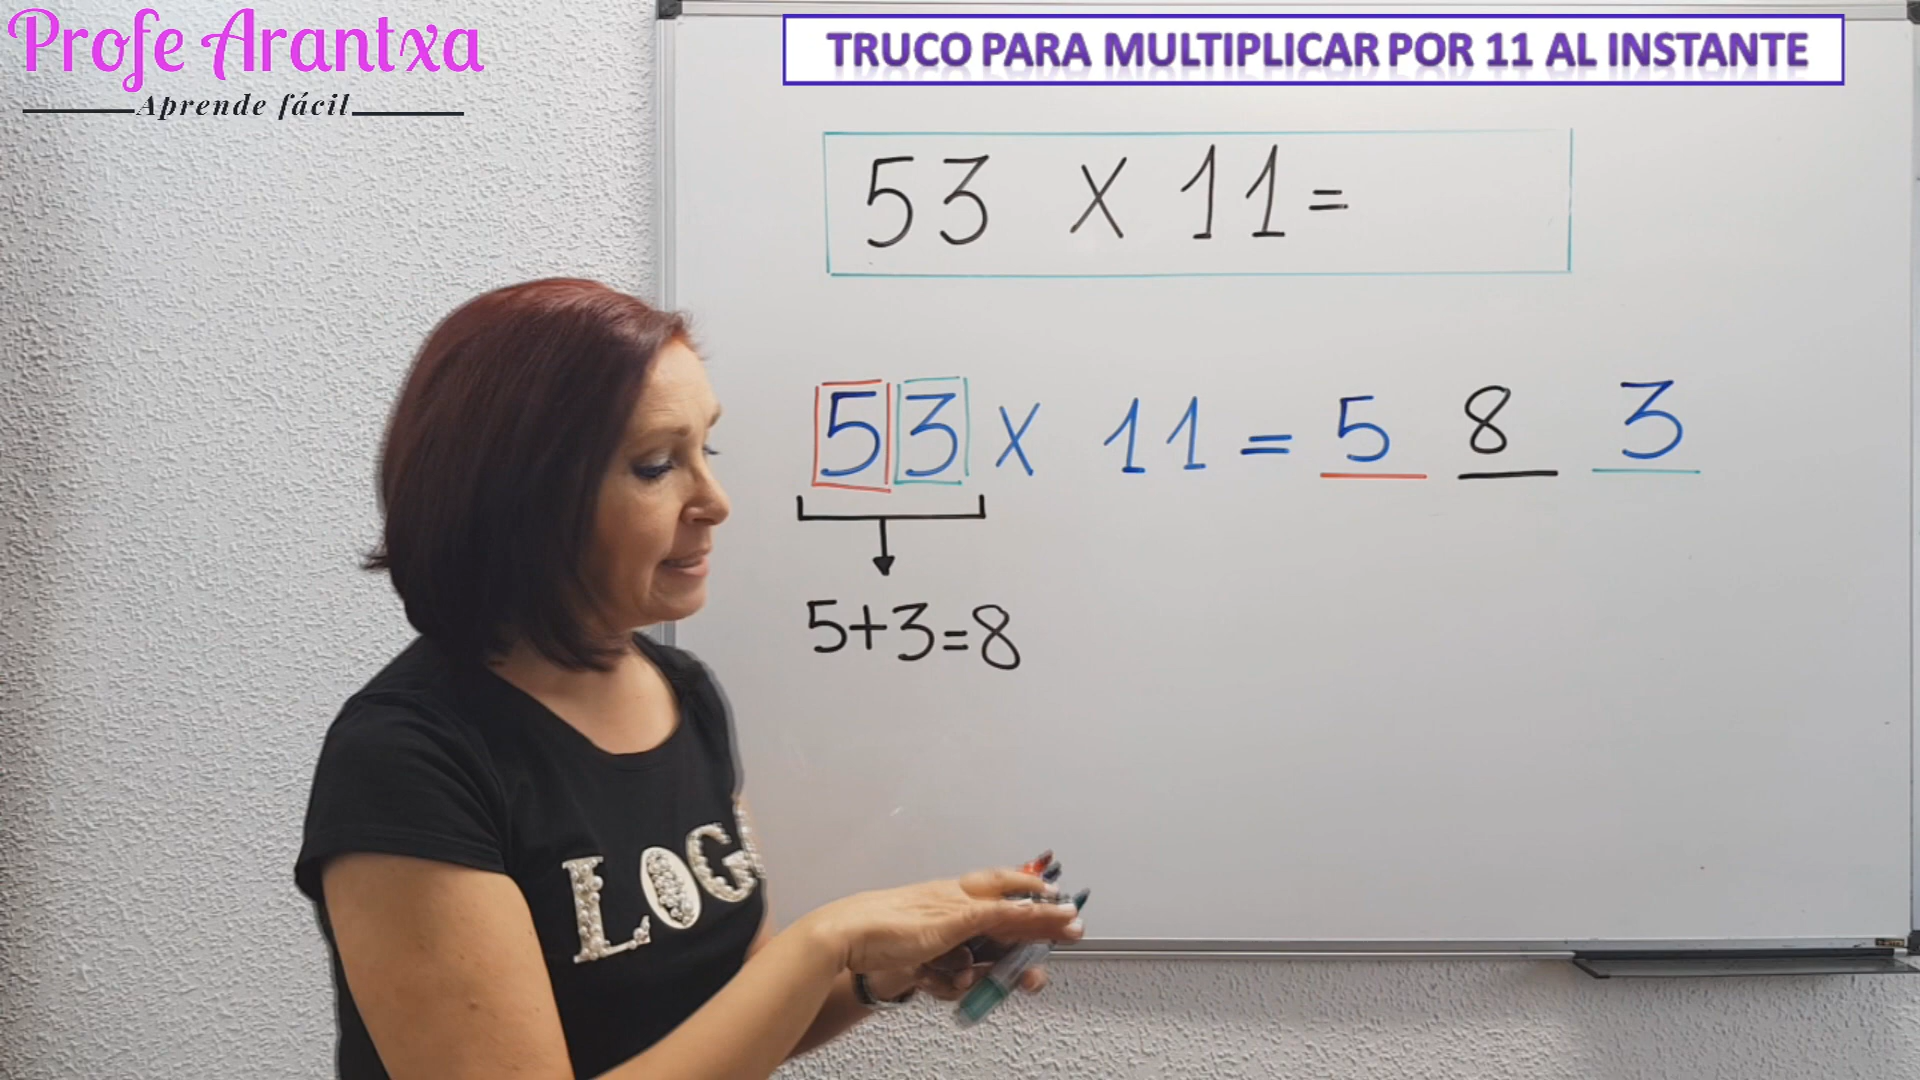 Profe Arantxa
Aprende fácil
TRUCO PARA MULTIPLICAR POR 11 AL INSTANTE
53 X 11=
53 X 11 = 5 8 3
5+3=8
LOG